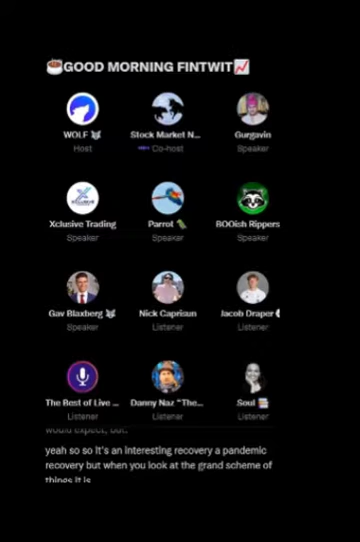 ☕GOOD MORNING FINTWIT📈
WOLF 🐺 Stock Market N... Gurgavin
Host Co-host Speaker
Xclusive Trading Parrot 🦜 BOOish Rippers
Speaker Speaker Speaker
Gav Blaxberg 🐺 Nick Caprisun Jacob Draper
Speaker Listener Listener
The Best of Live ... Danny Naz "The... Soul 📚
Listener Listener Listener
would expect, but.
yeah so so it's an interesting recovery a pandemic
recovery but when you look at the grand scheme of
things it is